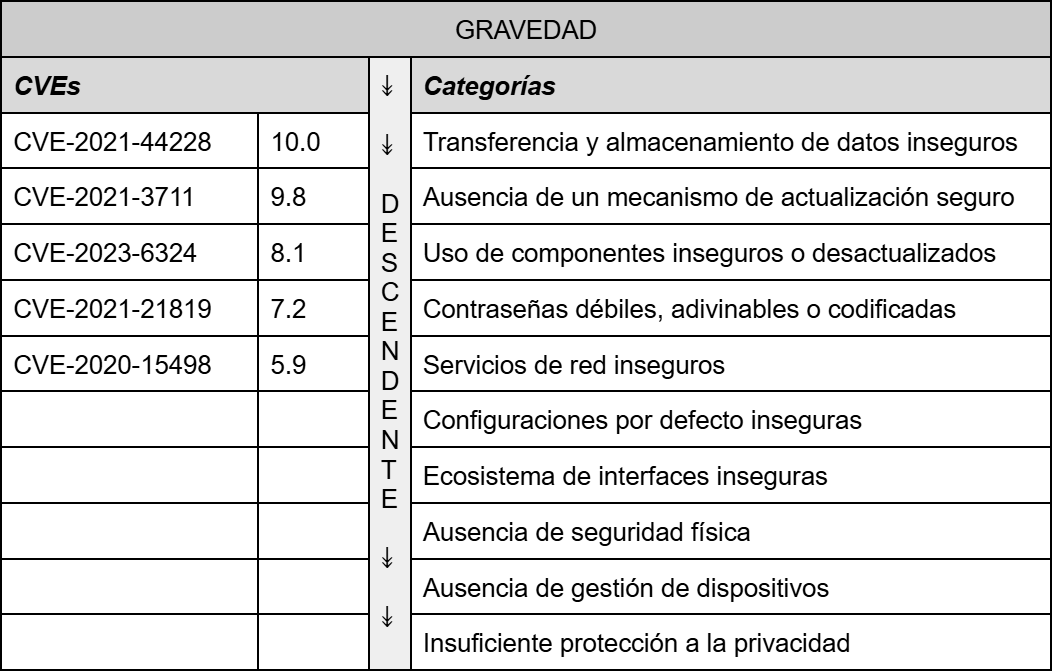 GRAVEDAD
CVEs
↡
Categorías
CVE-2021-44228 10.0
↡
Transferencia y almacenamiento de datos inseguros
CVE-2021-3711 9.8
Ausencia de un mecanismo de actualización seguro
CVE-2023-6324 8.1
Uso de componentes inseguros o desactualizados
CVE-2021-21819 7.2
Contraseñas débiles, adivinables o codificadas
CVE-2020-15498 5.9
Servicios de red inseguros
Configuraciones por defecto inseguras
Ecosistema de interfaces inseguras
Ausencia de seguridad física
Ausencia de gestión de dispositivos
Insuficiente protección a la privacidad
DESCENDENTE
↡
↡